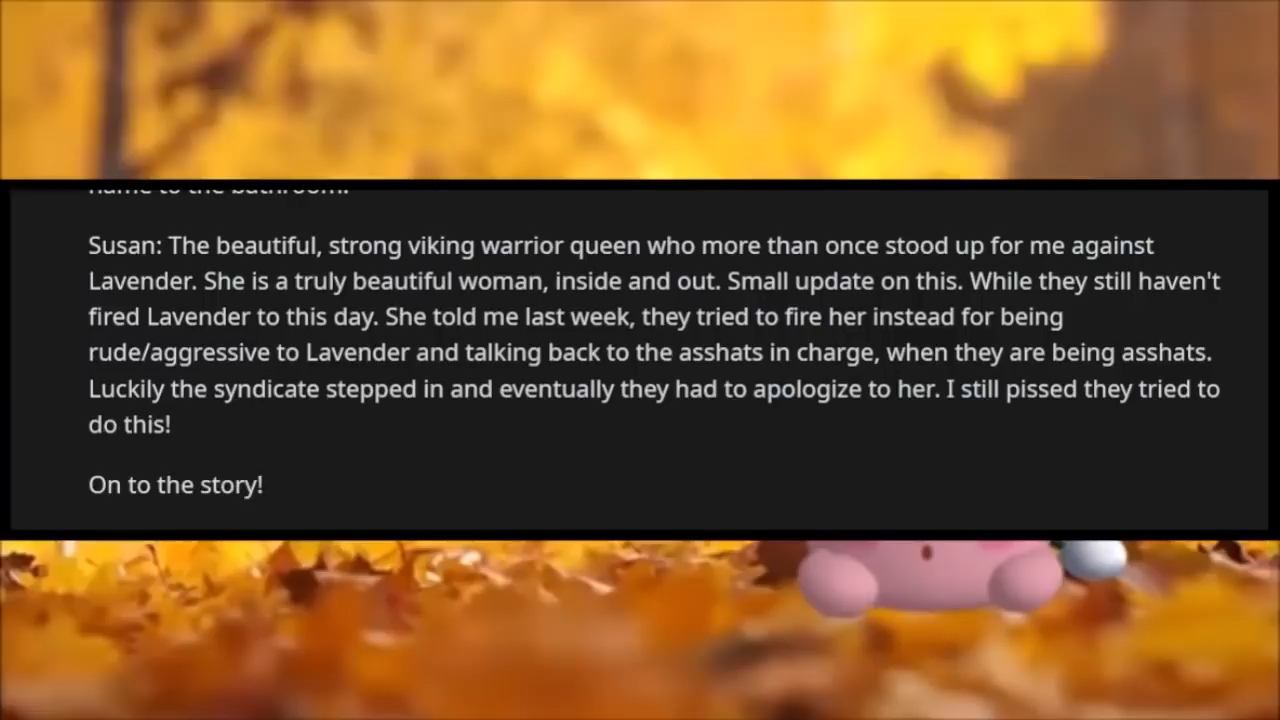 name to the bathroom.
Susan: The beautiful, strong viking warrior queen who more than once stood up for me against
Lavender. She is a truly beautiful woman, inside and out. Small update on this. While they still haven't
fired Lavender to this day. She told me last week, they tried to fire her instead for being
rude/aggressive to Lavender and talking back to the asshats in charge, when they are being asshats.
Luckily the syndicate stepped in and eventually they had to apologize to her. I still pissed they tried to
do this!
On to the story!